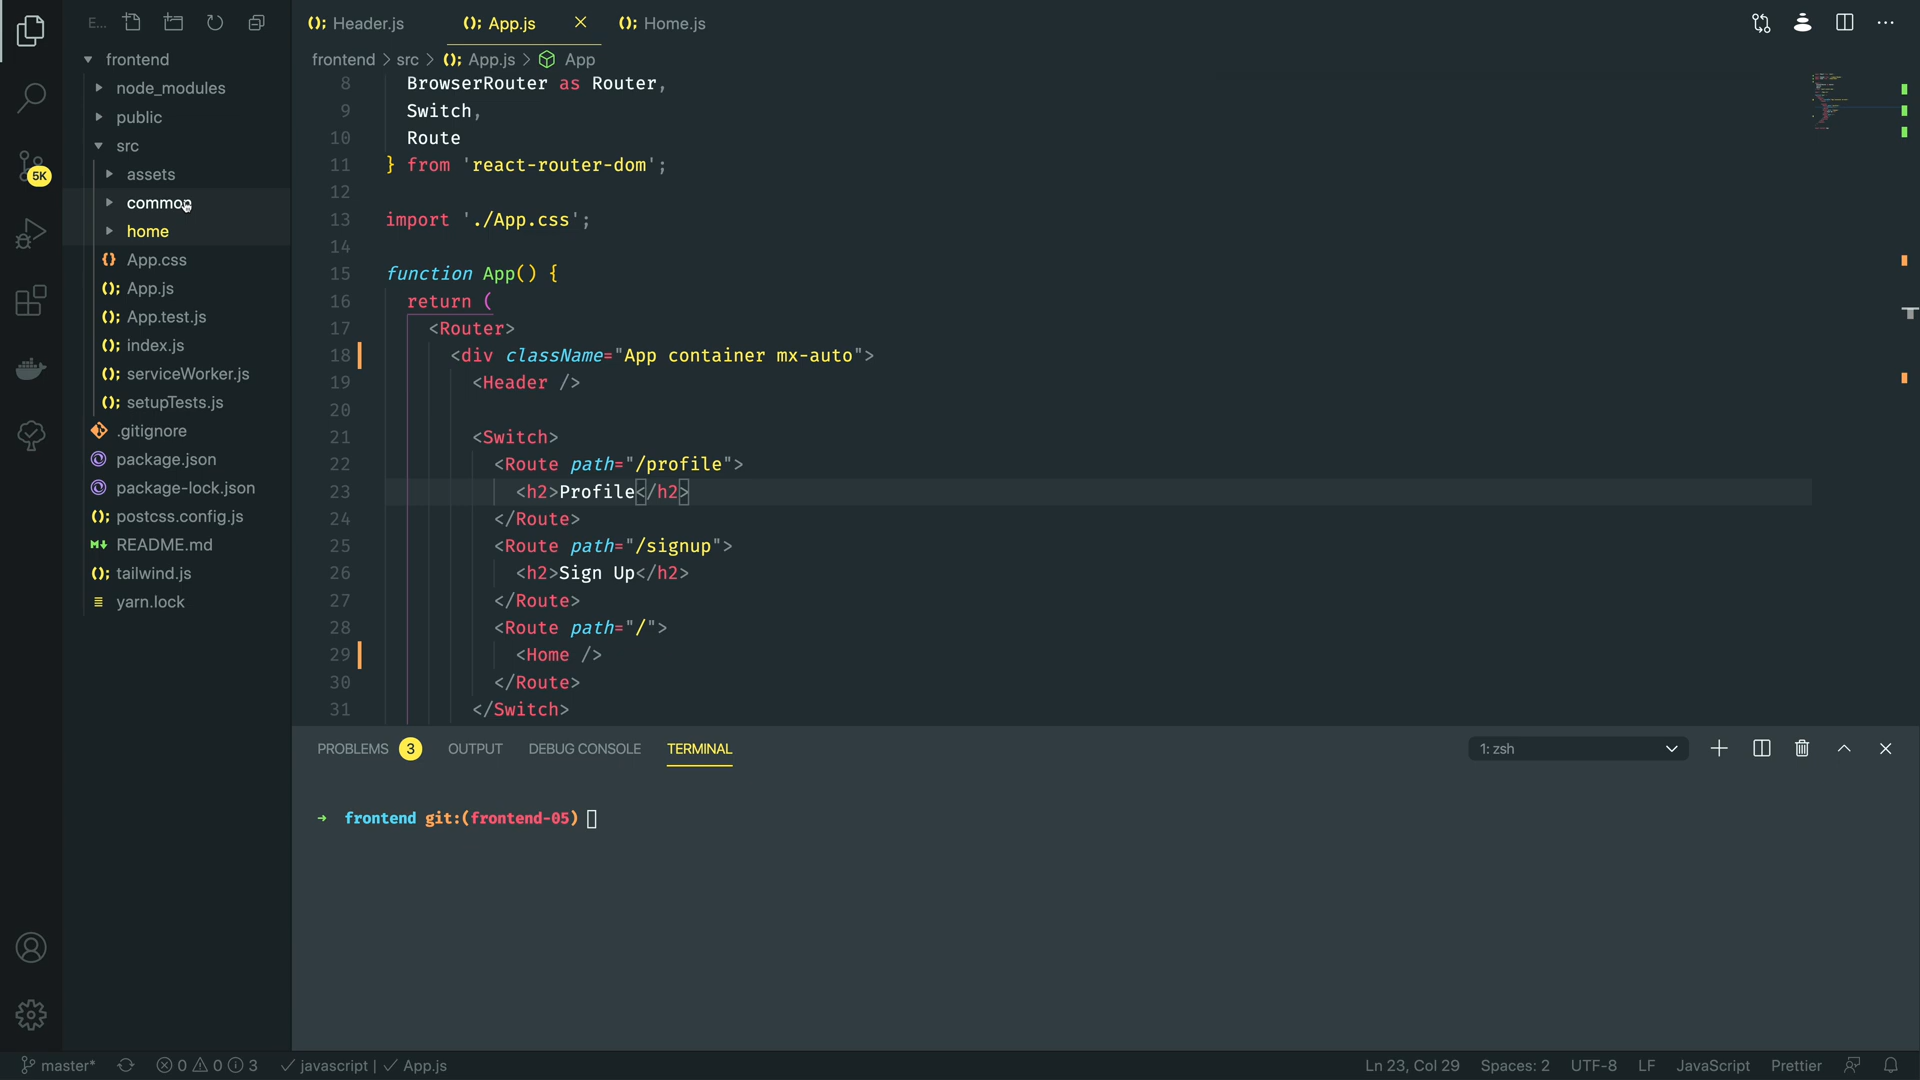 E...
Header.js
App.js
Home.js
frontend
frontend > src > App.js > App
node_modules
public
src
assets
5K
common
home
App.css
App.js
App.test.js
index.js
serviceWorker.js
setupTests.js
.gitignore
package.json
package-lock.json
postcss.config.js
README.md
tailwind.js
yarn.lock
8 BrowserRouter as Router,
9 Switch,
10 Route
11 } from 'react-router-dom';
12
13 import './App.css';
14
15 function App() {
16 return (
17 <Router>
18 <div className="App container mx-auto">
19 <Header />
20
21 <Switch>
22 <Route path="/profile">
23 <h2>Profile</h2>
24 </Route>
25 <Route path="/signup">
26 <h2>Sign Up</h2>
27 </Route>
28 <Route path="/">
29 <Home />
30 </Route>
31 </Switch>
PROBLEMS 3 OUTPUT DEBUG CONSOLE TERMINAL
1: zsh
→ frontend git:(frontend-05)
master* 0 0 3 javascript | App.js
Ln 23, Col 29 Spaces: 2 UTF-8 LF JavaScript Prettier